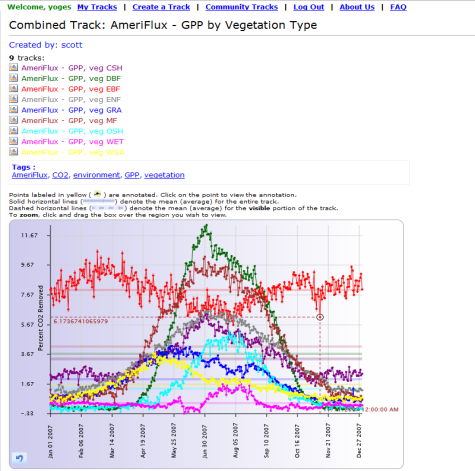 Welcome, yoges My Tracks | Create a Track | Community Tracks | Log Out | About Us | FAQ
Combined Track: AmeriFlux - GPP by Vegetation Type
Created by: scott
9 tracks:
AmeriFlux - GPP, veg CSH
AmeriFlux - GPP, veg DBF
AmeriFlux - GPP, veg EBF
AmeriFlux - GPP, veg ENF
AmeriFlux - GPP, veg GRA
AmeriFlux - GPP, veg MF
AmeriFlux - GPP, veg OSH
AmeriFlux - GPP, veg WET
AmeriFlux - GPP, veg WSA
Tags :
AmeriFlux, CO2, environment, GPP, vegetation
Points labeled in yellow ( ) are annotated. Click on the point to view the annotation.
Solid horizontal lines ( ) denote the mean (average) for the entire track.
Dashed horizontal lines ( ) denote the mean (average) for the visible portion of the track.
To zoom, click and drag the box over the region you wish to view.
Percent CO2 Removed
11.67
9.67
7.67
5.67
3.67
1.67
-.33
6.1736741065979
12:00:00 AM
Jan 01 2007
Feb 06 2007
Mar 14 2007
Apr 19 2007
May 25 2007
Jun 30 2007
Aug 05 2007
Sep 10 2007
Oct 16 2007
Nov 21 2007
Dec 27 2007